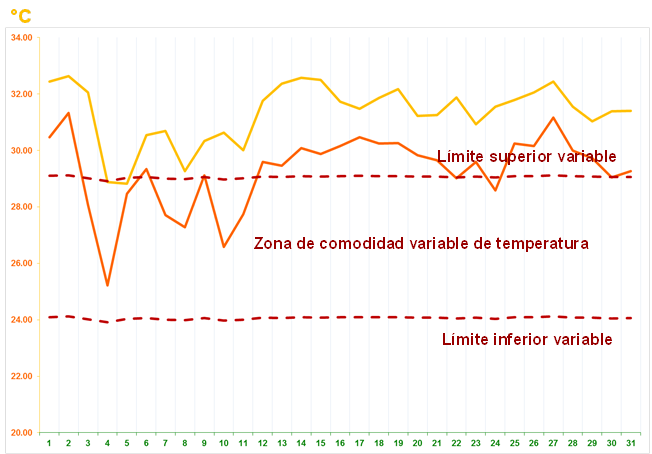 °C
34.00
32.00
30.00
Límite superior variable
28.00
Zona de comodidad variable de temperatura
26.00
24.00
Límite inferior variable
22.00
20.00
1 2 3 4 5 6 7 8 9 10 11 12 13 14 15 16 17 18 19 20 21 22 23 24 25 26 27 28 29 30 31